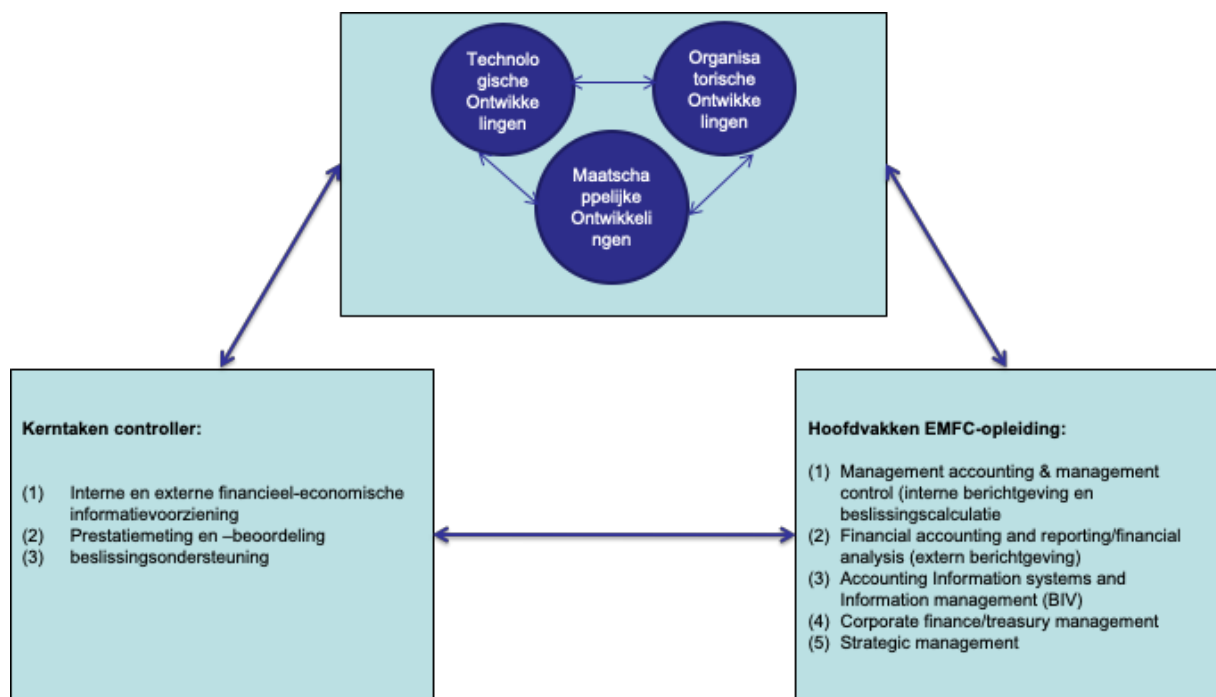 Technolo
gische
Ontwikke
lingen
Organisa
torische
Ontwikke
lingen
Maatscha
ppelijke
Ontwikkeli
ngen
Kerntaken controller:
(1) Interne en externe financieel-economische
informatievoorziening
(2) Prestatiemeting en –beoordeling
(3) beslissingsondersteuning
Hoofdvakken EMFC-opleiding:
(1) Management accounting & management
control (interne berichtgeving en
beslissingscalculatie
(2) Financial accounting and reporting/financial
analysis (extern berichtgeving)
(3) Accounting Information systems and
Information management (BIV)
(4) Corporate finance/treasury management
(5) Strategic management